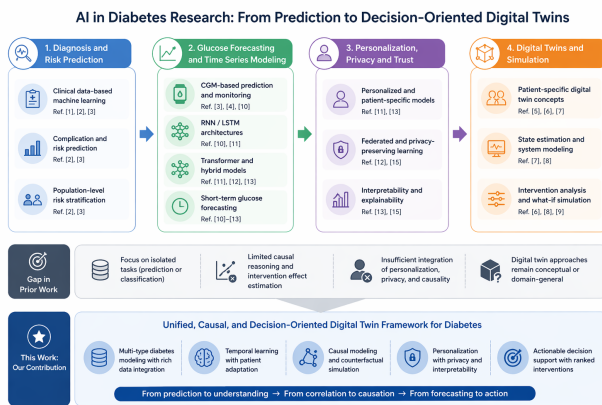 AI in Diabetes Research: From Prediction to Decision-Oriented Digital Twins
1. Diagnosis and
Risk Prediction
Clinical data-based
machine learning
Ref. [1], [2], [3]
Complication and
risk prediction
Ref. [2], [3]
Population-level
risk stratification
Ref. [2], [3]
2. Glucose Forecasting
and Time Series Modeling
CGM-based prediction
and monitoring
Ref. [3], [4], [10]
RNN / LSTM
architectures
Ref. [10], [11]
Transformer and
hybrid models
Ref. [11], [12], [13]
Short-term glucose
forecasting
Ref. [10]–[13]
3. Personalization,
Privacy and Trust
Personalized and
patient-specific models
Ref. [11], [13]
Federated and privacy-
preserving learning
Ref. [12], [15]
Interpretability and
explainability
Ref. [13], [15]
4. Digital Twins and
Simulation
Patient-specific digital
twin concepts
Ref. [5], [6], [7]
State estimation and
system modeling
Ref. [7], [8]
Intervention analysis
and what-if simulation
Ref. [6], [8], [9]
Gap in
Prior Work
Focus on isolated
tasks (prediction or
classification)
Limited causal
reasoning and
intervention effect
estimation
Insufficient integration
of personalization,
privacy, and causality
Digital twin approaches
remain conceptual or
domain-general
This Work:
Our Contribution
Unified, Causal, and Decision-Oriented Digital Twin Framework for Diabetes
Multi-type diabetes
modeling with rich
data integration
Temporal learning
with patient
adaptation
Causal modeling and
counterfactual
simulation
Personalization
with privacy and
interpretability
Actionable decision
support with ranked
interventions
From prediction to understanding → From correlation to causation → From forecasting to action